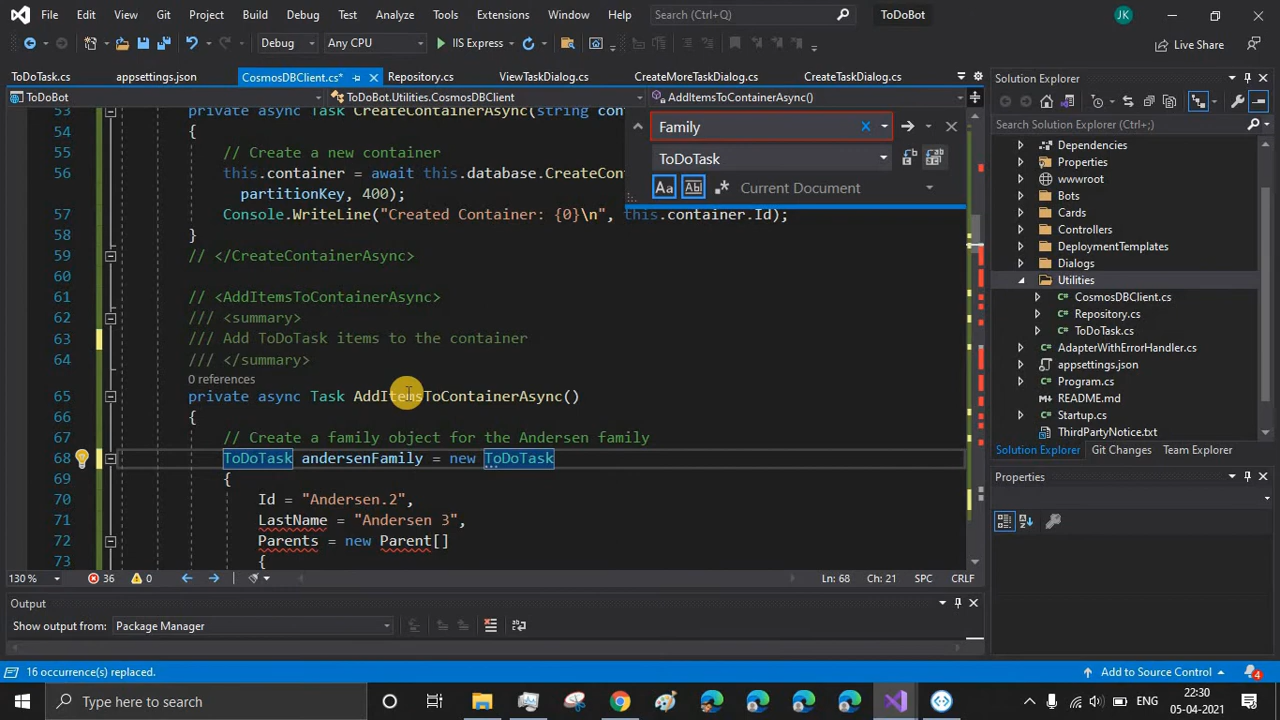 File Edit View Git Project Build Debug Test Analyze Tools Extensions Window Help Search (Ctrl+Q) ToDoBot JK
Debug Any CPU IIS Express Live Share
ToDoTask.cs appsettings.json CosmosDBClient.cs* Repository.cs ViewTaskDialog.cs CreateMoreTaskDialog.cs CreateTaskDialog.cs
ToDoBot ToDoBot.Utilities.CosmosDBClient AddItemsToContainerAsync()
53 private async Task CreateContainerAsync(string con
54 {
55 // Create a new container
56 this.container = await this.database.CreateCon
partitionKey, 400);
57 Console.WriteLine("Created Container: {0}\n", this.container.Id);
58 }
59 // </CreateContainerAsync>
60
61 // <AddItemsToContainerAsync>
62 /// <summary>
63 /// Add ToDoTask items to the container
64 /// </summary>
0 references
65 private async Task AddItemsToContainerAsync()
66 {
67 // Create a family object for the Andersen family
68 ToDoTask andersenFamily = new ToDoTask
69 {
70 Id = "Andersen.2",
71 LastName = "Andersen 3",
72 Parents = new Parent[]
73 {
Family
ToDoTask
Aa Ab .* Current Document
130 % 36 0 Ln: 68 Ch: 21 SPC CRLF
Output
Show output from: Package Manager
16 occurrence(s) replaced. Add to Source Control 4
Solution Explorer
Search Solution Explorer (Ctrl+;)
Dependencies
Properties
wwwroot
Bots
Cards
Controllers
DeploymentTemplates
Dialogs
Utilities
CosmosDBClient.cs
Repository.cs
ToDoTask.cs
AdapterWithErrorHandler.cs
appsettings.json
Program.cs
README.md
Startup.cs
ThirdPartyNotice.txt
Solution Explorer Git Changes Team Explorer
Properties
Type here to search ENG 22:30
05-04-2021